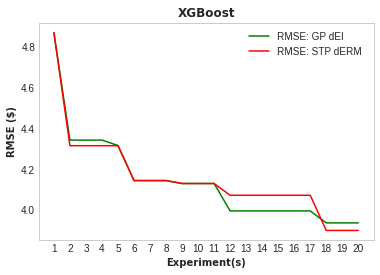 XGBoost
RMSE: GP dEI
RMSE: STP dERM
RMSE ($)
4.8
4.6
4.4
4.2
4.0
1 2 3 4 5 6 7 8 9 10 11 12 13 14 15 16 17 18 19 20
Experiment(s)